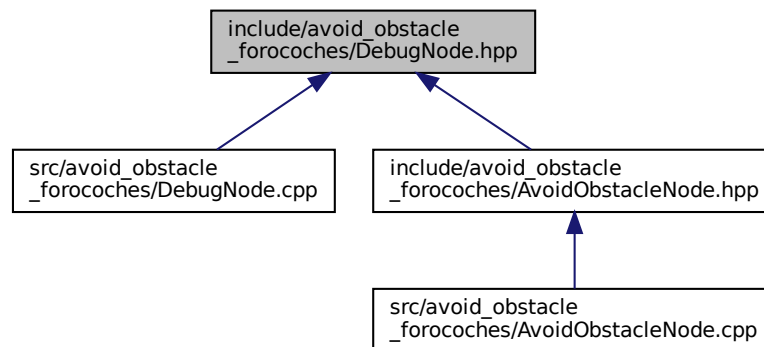 include/avoid_obstacle
_forocoches/DebugNode.hpp
src/avoid_obstacle
_forocoches/DebugNode.cpp
include/avoid_obstacle
_forocoches/AvoidObstacleNode.hpp
src/avoid_obstacle
_forocoches/AvoidObstacleNode.cpp